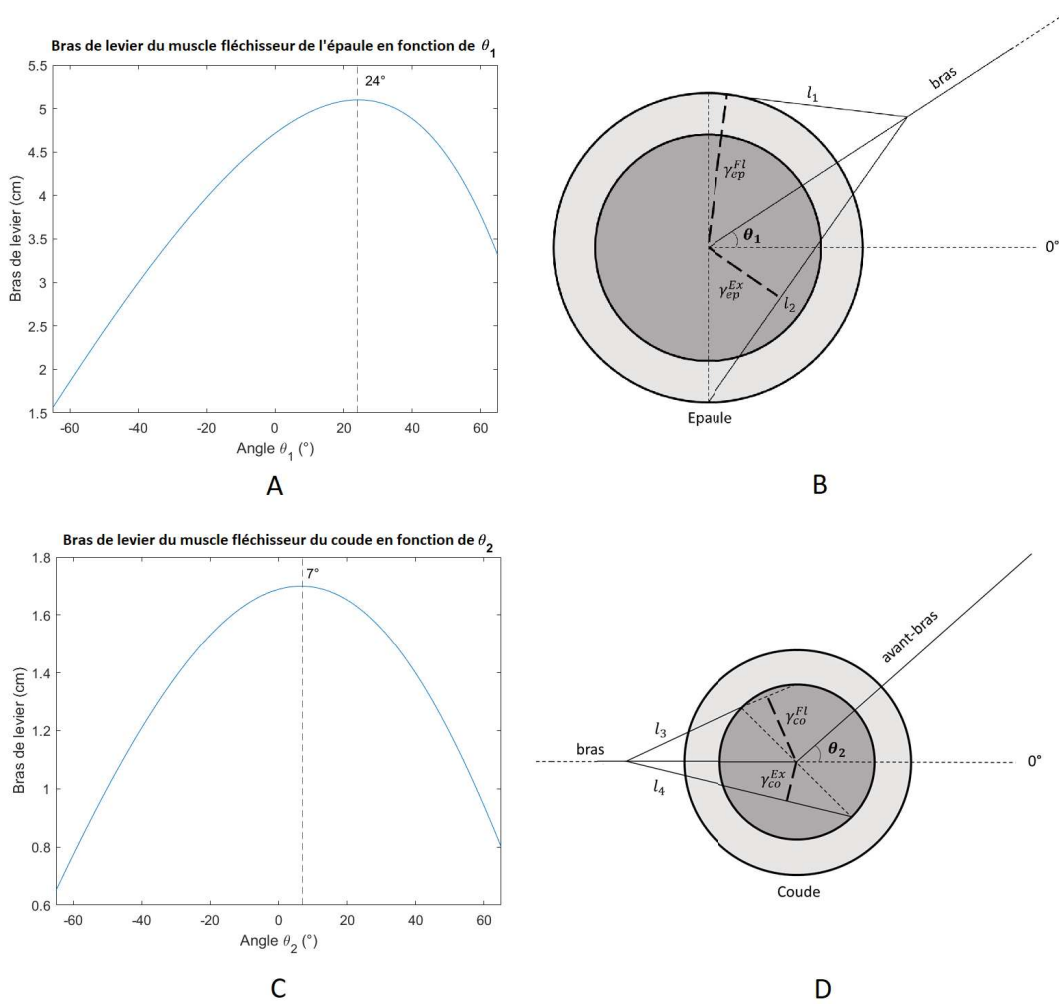 Bras de levier du muscle fléchisseur de l'épaule en fonction de θ1
5.5
5
4.5
4
3.5
3
2.5
2
1.5
Bras de levier (cm)
24°
-60
-40
-20
0
20
40
60
Angle θ1 (°)
A
bras
l1
γepFl
θ1
0°
γepEx
l2
Epaule
B
Bras de levier du muscle fléchisseur du coude en fonction de θ2
1.8
1.6
1.4
1.2
1
0.8
0.6
Bras de levier (cm)
7°
-60
-40
-20
0
20
40
60
Angle θ2 (°)
C
avant-bras
l3
γcoFl
bras
θ2
0°
γcoEx
l4
Coude
D